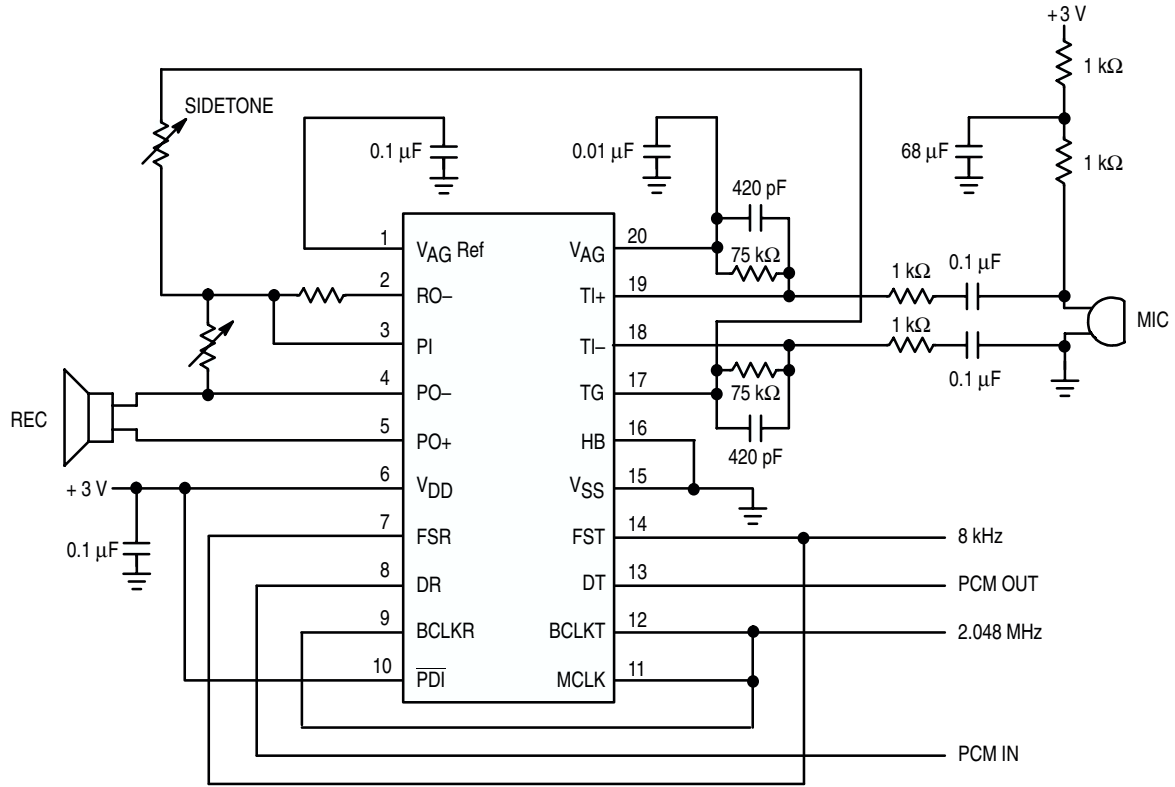 +3 V
1 kΩ
SIDETONE
0.1 µF
0.01 µF
68 µF
1 kΩ
420 pF
1
VAG Ref
VAG
20
75 kΩ
1 kΩ
0.1 µF
2
RO–
TI+
19
MIC
3
PI
TI–
18
1 kΩ
0.1 µF
4
PO–
TG
17
75 kΩ
REC
5
PO+
HB
16
420 pF
+ 3 V
6
VDD
VSS
15
7
FSR
FST
14
8 kHz
0.1 µF
8
DR
DT
13
PCM OUT
9
BCLKR
BCLKT
12
2.048 MHz
10
PDI
MCLK
11
PCM IN